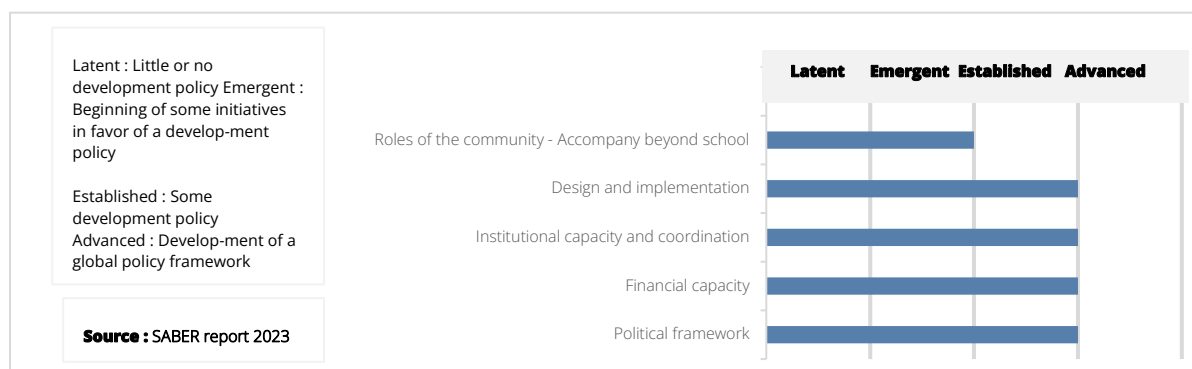 Latent : Little or no
development policy Emergent :
Beginning of some initiatives
in favor of a develop-ment
policy
Established : Some
development policy
Advanced : Develop-ment of a
global policy framework
Source : SABER report 2023
Latent Emergent Established Advanced
Roles of the community - Accompany beyond school
Design and implementation
Institutional capacity and coordination
Financial capacity
Political framework